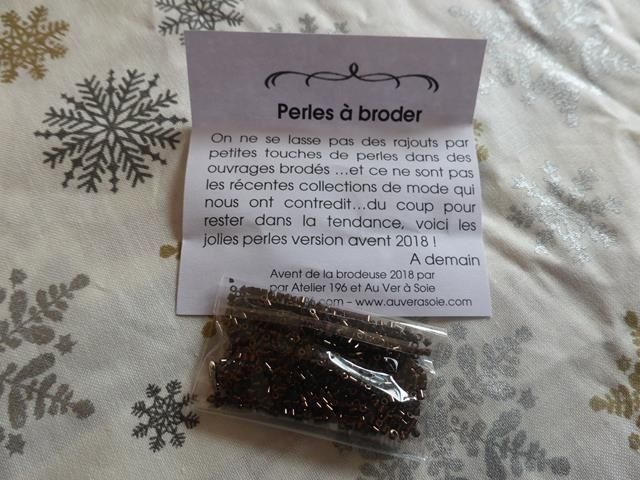 Perles à broder
On ne se lasse pas des rajouts par
petites touches de perles dans des
ouvrages brodés ...et ce ne sont pas
les récentes collections de mode qui
nous ont contredit...du coup pour
rester dans la tendance, voici les
jolies perles version avent 2018 !
A demain
Avent de la brodeuse 2018 par
par Atelier 196 et Au Ver à Soie
.com – www.auverasoie.com